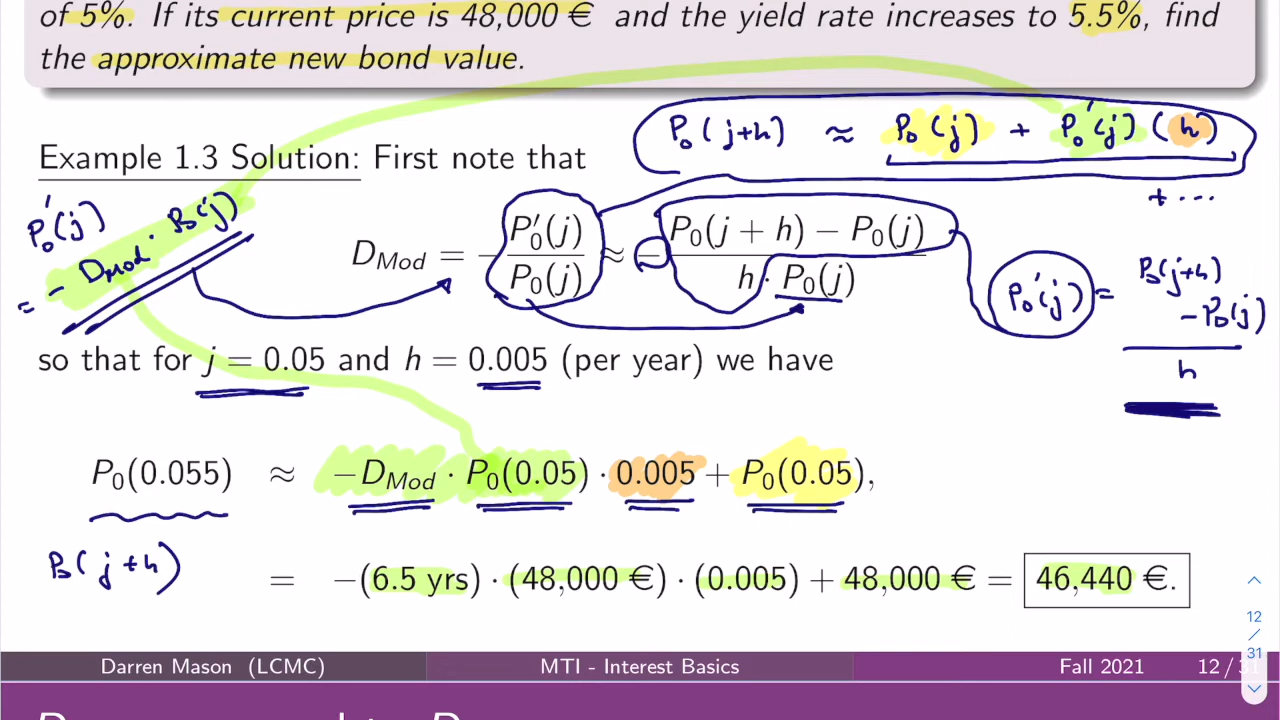 of 5%. If its current price is 48,000 € and the yield rate increases to 5.5%, find
the approximate new bond value.
P₀(j+h) ≈ P₀(j) + P₀′(j)(h)
+ ...
Example 1.3 Solution: First note that
P₀′(j)
= − D_Mod · P₀(j)
D_Mod = − P₀′(j) / P₀(j) ≈ − (P₀(j + h) − P₀(j)) / (h · P₀(j))
P₀′(j) = (P₀(j+h) − P₀(j)) / h
so that for j = 0.05 and h = 0.005 (per year) we have
P₀(0.055) ≈ −D_Mod · P₀(0.05) · 0.005 + P₀(0.05),
P₀(j+h)
= −(6.5 yrs) · (48,000 €) · (0.005) + 48,000 € = 46,440 €.
12
/
31
Darren Mason (LCMC) MTI - Interest Basics Fall 2021 12 / 31